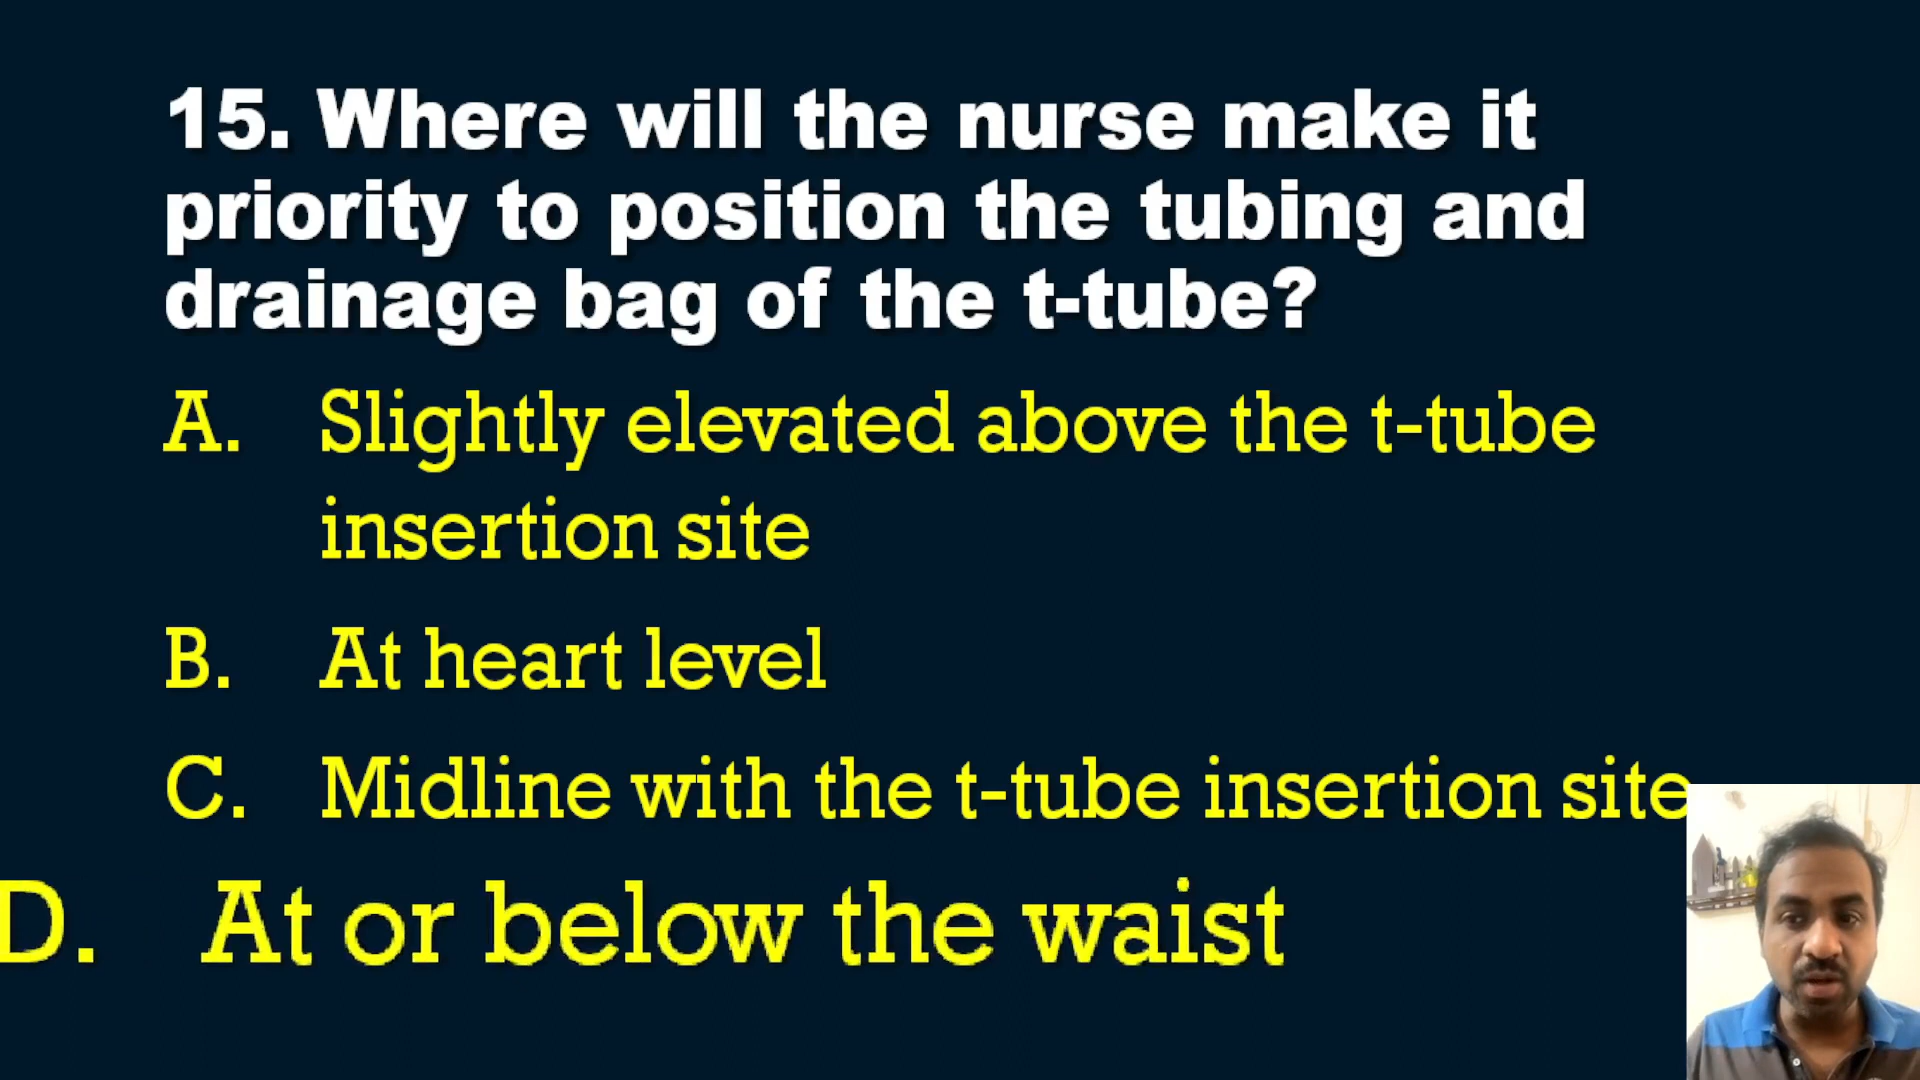 15. Where will the nurse make it
priority to position the tubing and
drainage bag of the t-tube?
A. Slightly elevated above the t-tube
insertion site
B. At heart level
C. Midline with the t-tube insertion site
D. At or below the waist